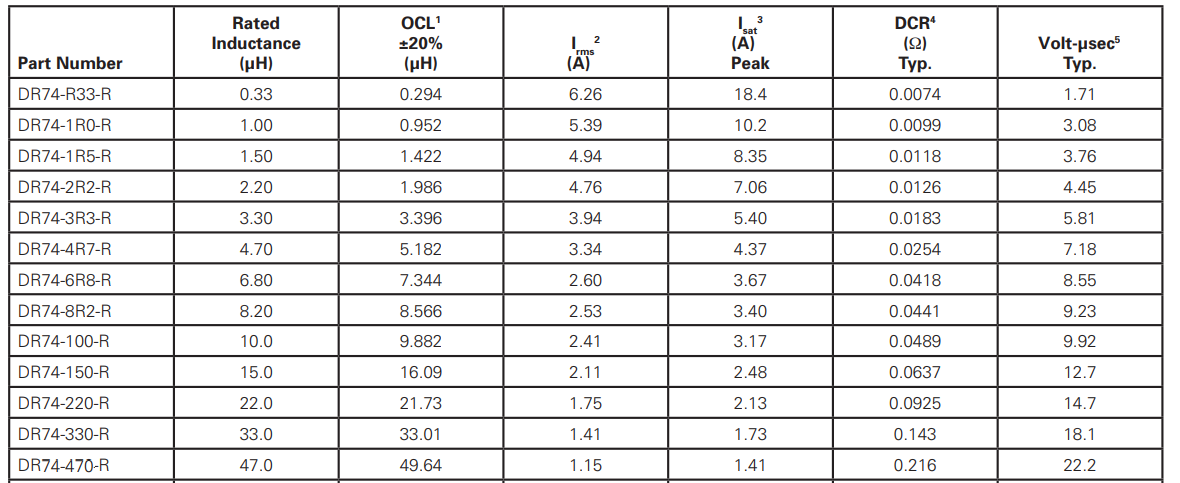 Part Number Rated Inductance (µH) OCL¹ ±20% (µH) Irms² (A) Isat³ (A) Peak DCR⁴ (Ω) Typ. Volt-µsec⁵ Typ.
DR74-R33-R 0.33 0.294 6.26 18.4 0.0074 1.71
DR74-1R0-R 1.00 0.952 5.39 10.2 0.0099 3.08
DR74-1R5-R 1.50 1.422 4.94 8.35 0.0118 3.76
DR74-2R2-R 2.20 1.986 4.76 7.06 0.0126 4.45
DR74-3R3-R 3.30 3.396 3.94 5.40 0.0183 5.81
DR74-4R7-R 4.70 5.182 3.34 4.37 0.0254 7.18
DR74-6R8-R 6.80 7.344 2.60 3.67 0.0418 8.55
DR74-8R2-R 8.20 8.566 2.53 3.40 0.0441 9.23
DR74-100-R 10.0 9.882 2.41 3.17 0.0489 9.92
DR74-150-R 15.0 16.09 2.11 2.48 0.0637 12.7
DR74-220-R 22.0 21.73 1.75 2.13 0.0925 14.7
DR74-330-R 33.0 33.01 1.41 1.73 0.143 18.1
DR74-470-R 47.0 49.64 1.15 1.41 0.216 22.2